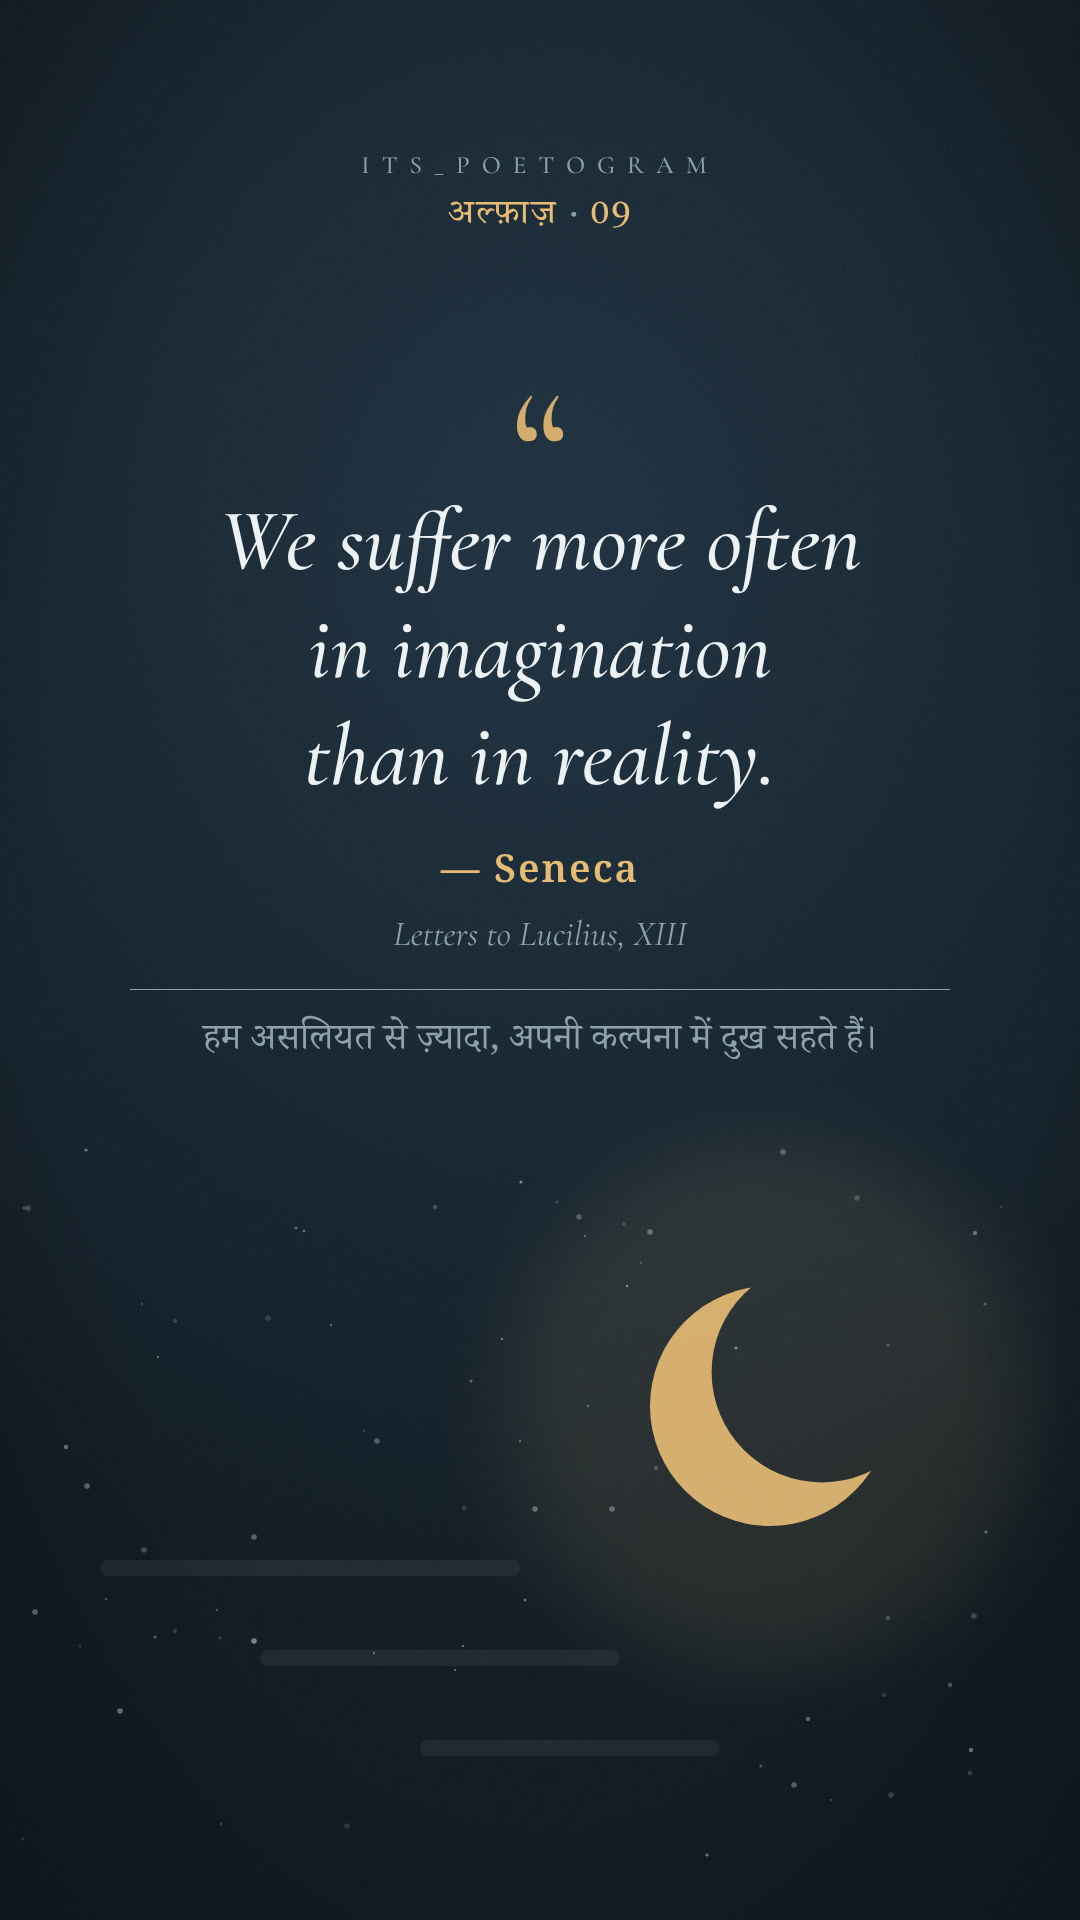 ITS_POETOGRAM
अल्फ़ाज़ · 09
“
We suffer more often
in imagination
than in reality.
— Seneca
Letters to Lucilius, XIII
हम असलियत से ज़्यादा, अपनी कल्पना में दुख सहते हैं।